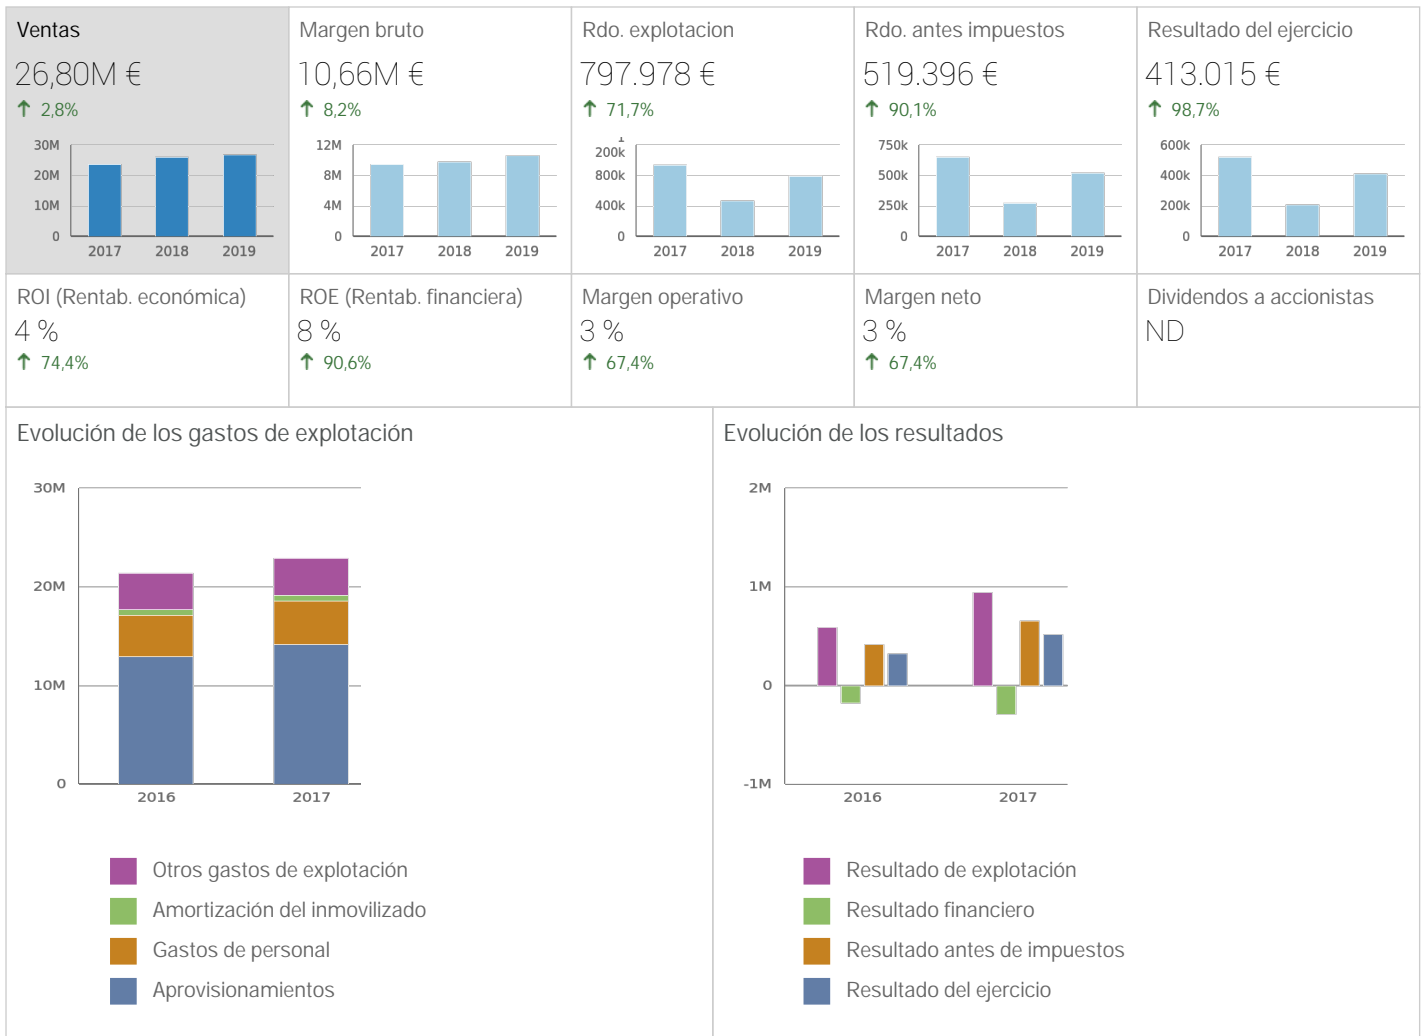 Ventas
26,80M €
↑ 2,8%
30M
20M
10M
0
2017 2018 2019
Margen bruto
10,66M €
↑ 8,2%
12M
8M
4M
0
2017 2018 2019
Rdo. explotacion
797.978 €
↑ 71,7%
1
200k
800k
400k
0
2017 2018 2019
Rdo. antes impuestos
519.396 €
↑ 90,1%
750k
500k
250k
0
2017 2018 2019
Resultado del ejercicio
413.015 €
↑ 98,7%
600k
400k
200k
0
2017 2018 2019
ROI (Rentab. económica)
4 %
↑ 74,4%
ROE (Rentab. financiera)
8 %
↑ 90,6%
Margen operativo
3 %
↑ 67,4%
Margen neto
3 %
↑ 67,4%
Dividendos a accionistas
ND
Evolución de los gastos de explotación
30M
20M
10M
0
2016 2017
Otros gastos de explotación
Amortización del inmovilizado
Gastos de personal
Aprovisionamientos
Evolución de los resultados
2M
1M
0
-1M
2016 2017
Resultado de explotación
Resultado financiero
Resultado antes de impuestos
Resultado del ejercicio